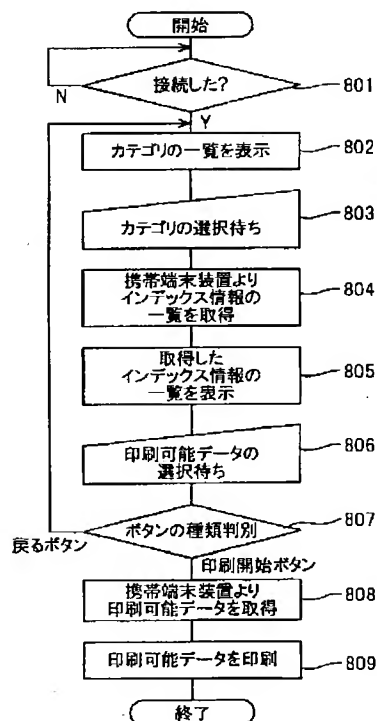 開始
接続した?
801
N
Y
カテゴリの一覧を表示
802
カテゴリの選択待ち
803
携帯端末装置より
インデックス情報の
一覧を取得
804
取得した
インデックス情報の
一覧を表示
805
印刷可能データの
選択待ち
806
ボタンの種類判別
807
戻るボタン
印刷開始ボタン
携帯端末装置より
印刷可能データを取得
808
印刷可能データを印刷
809
終了